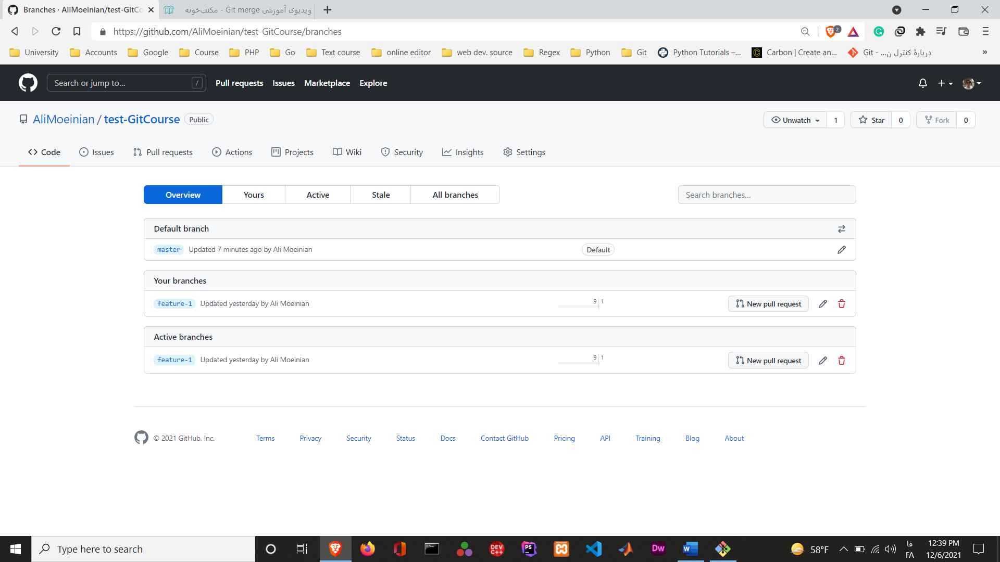 Branches · AliMoeinian/test-GitCo
ویدیوی آموزشی Git merge - مکتب‌خونه
https://github.com/AliMoeinian/test-GitCourse/branches
2
University Accounts Google Course PHP Go Text course online editor web dev. source Regex Python Git Python Tutorials –... Carbon | Create an... Git - ...دربارهٔ کنترل ن »
Search or jump to... / Pull requests Issues Marketplace Explore
AliMoeinian / test-GitCourse Public Unwatch 1 Star 0 Fork 0
Code Issues Pull requests Actions Projects Wiki Security Insights Settings
Overview Yours Active Stale All branches Search branches...
Default branch
master Updated 7 minutes ago by Ali Moeinian Default
Your branches
feature-1 Updated yesterday by Ali Moeinian 9 1 New pull request
Active branches
feature-1 Updated yesterday by Ali Moeinian 9 1 New pull request
© 2021 GitHub, Inc. Terms Privacy Security Status Docs Contact GitHub Pricing API Training Blog About
Type here to search DEV C++ PS Dw W 58°F فا 12:39 PM
FA 12/6/2021